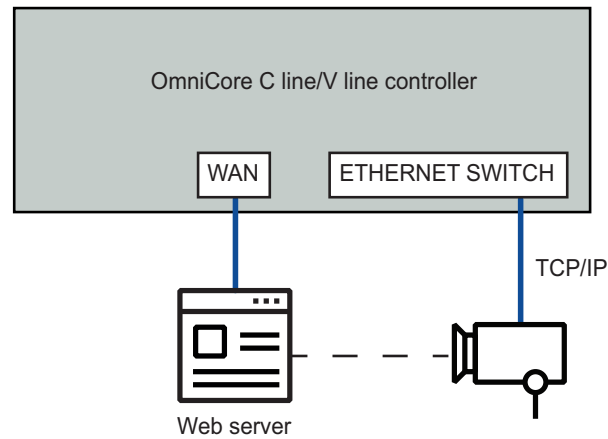 OmniCore C line/V line controller
WAN
ETHERNET SWITCH
TCP/IP
Web server